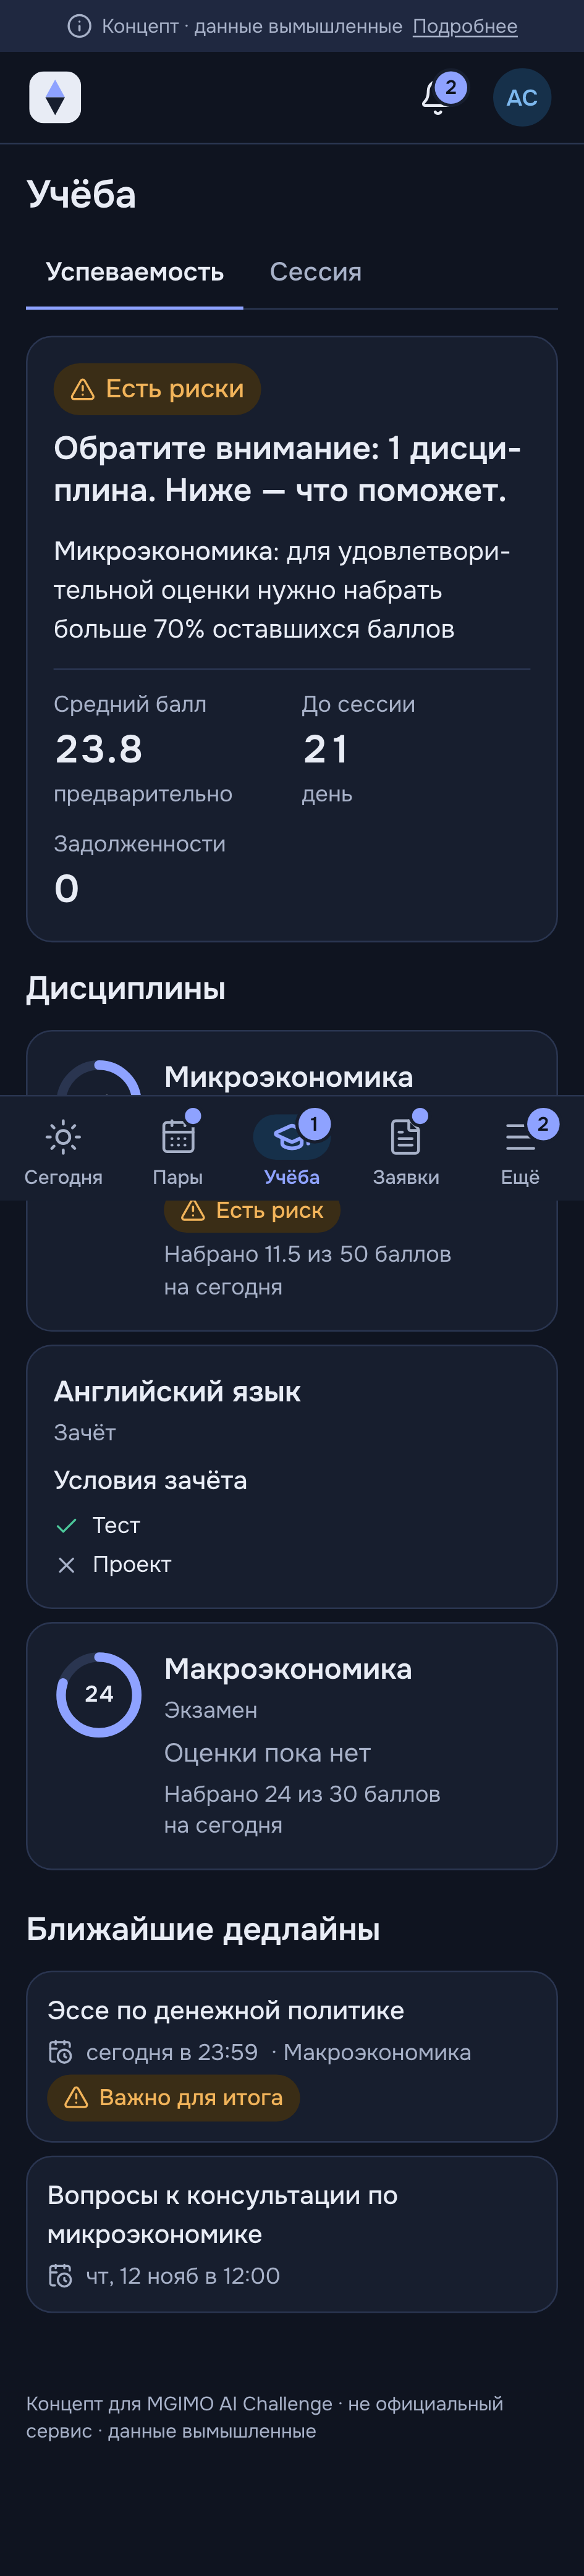 Концепт · данные вымышленные Подробнее
2
АС
Учёба
Успеваемость Сессия
Есть риски
Обратите внимание: 1 дисци-
плина. Ниже — что поможет.
Микроэкономика: для удовлетвори-
тельной оценки нужно набрать
больше 70% оставшихся баллов
Средний балл До сессии
23.8 21
предварительно день
Задолженности
0
Дисциплины
Микроэкономика
1 2
Сегодня Пары Учёба Заявки Ещё
Есть риск
Набрано 11.5 из 50 баллов
на сегодня
Английский язык
Зачёт
Условия зачёта
Тест
Проект
Макроэкономика
24
Экзамен
Оценки пока нет
Набрано 24 из 30 баллов
на сегодня
Ближайшие дедлайны
Эссе по денежной политике
сегодня в 23:59 · Макроэкономика
Важно для итога
Вопросы к консультации по
микроэкономике
чт, 12 нояб в 12:00
Концепт для MGIMO AI Challenge · не официальный
сервис · данные вымышленные